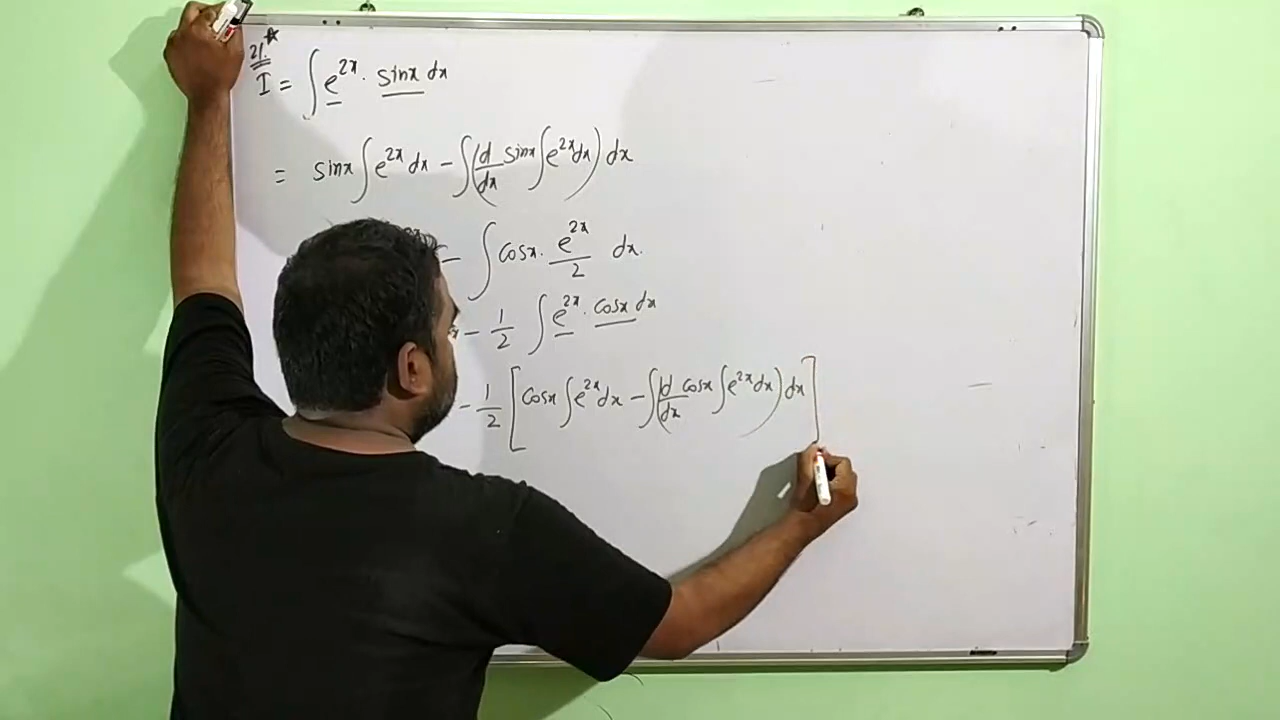 21.*
I = ∫ e^{2x} · sinx dx
= sinx ∫ e^{2x} dx − ∫ (d/dx sinx ∫ e^{2x} dx) dx
− ∫ cosx · e^{2x}/2 dx.
− 1/2 ∫ e^{2x} · cosx dx
− 1/2 [cosx ∫ e^{2x} dx − ∫ (d/dx cosx ∫ e^{2x} dx) dx]